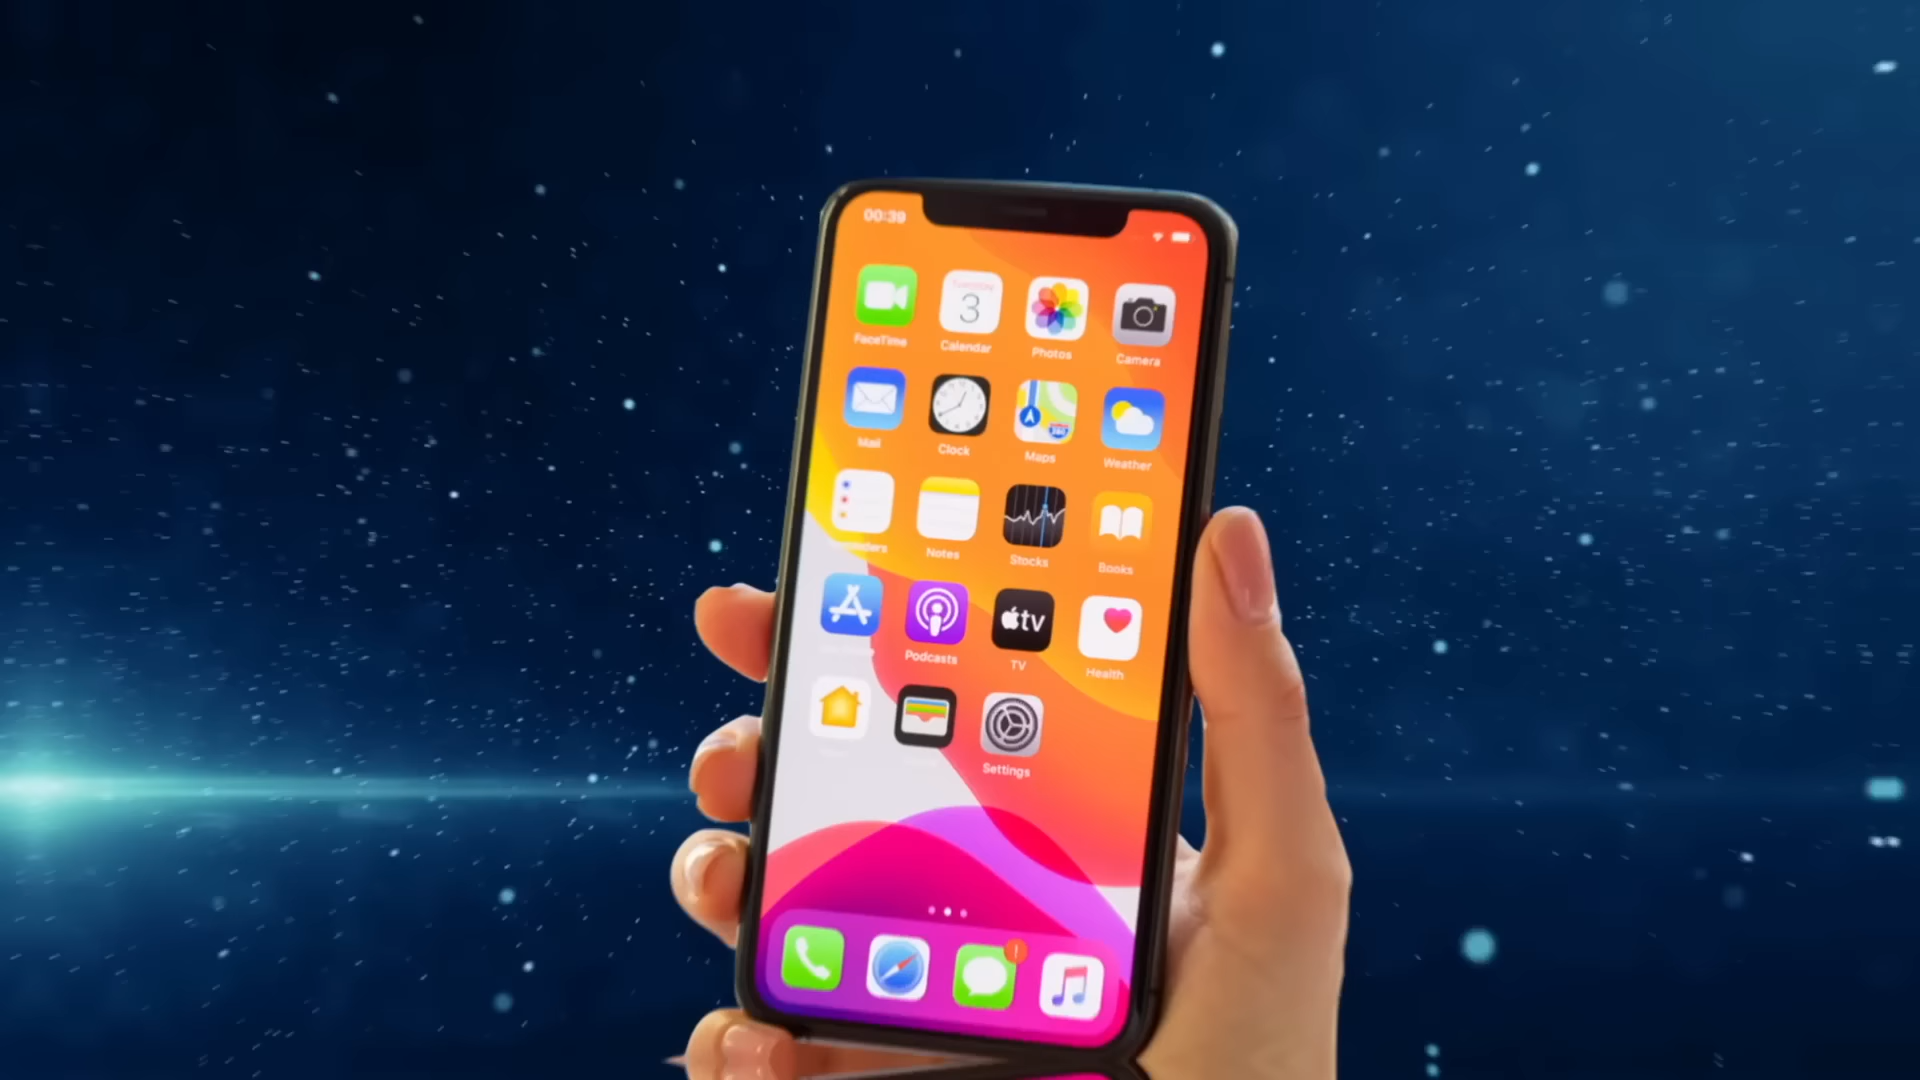 00:39
Tuesday
3
FaceTime Calendar Photos Camera
Mail Clock Maps Weather
Notes Stocks Books
tv
Podcasts TV Health
Settings
!